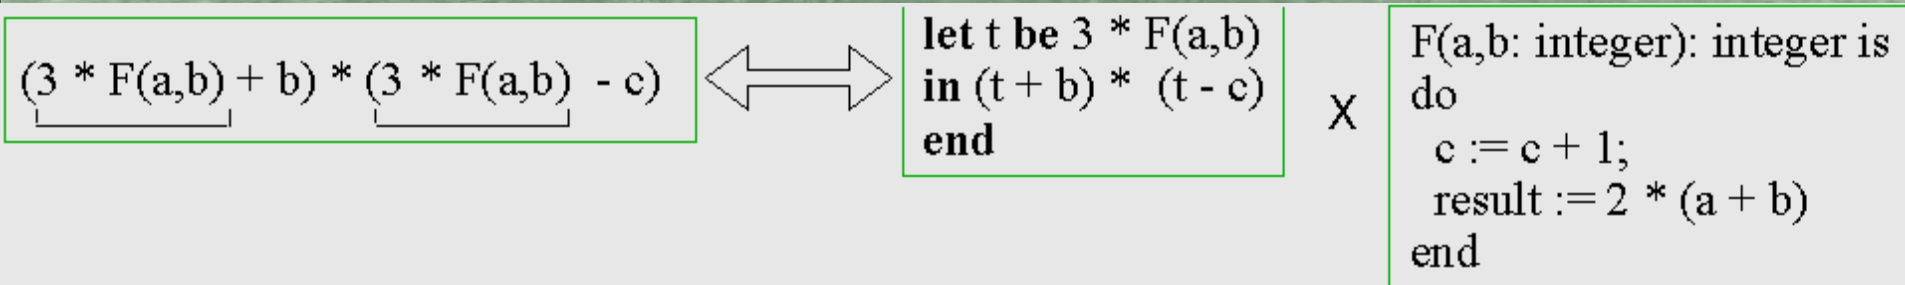 (3 * F(a,b) + b) * (3 * F(a,b) - c)
let t be 3 * F(a,b)
in (t + b) * (t - c)
end
X
F(a,b: integer): integer is
do
c := c + 1;
result := 2 * (a + b)
end